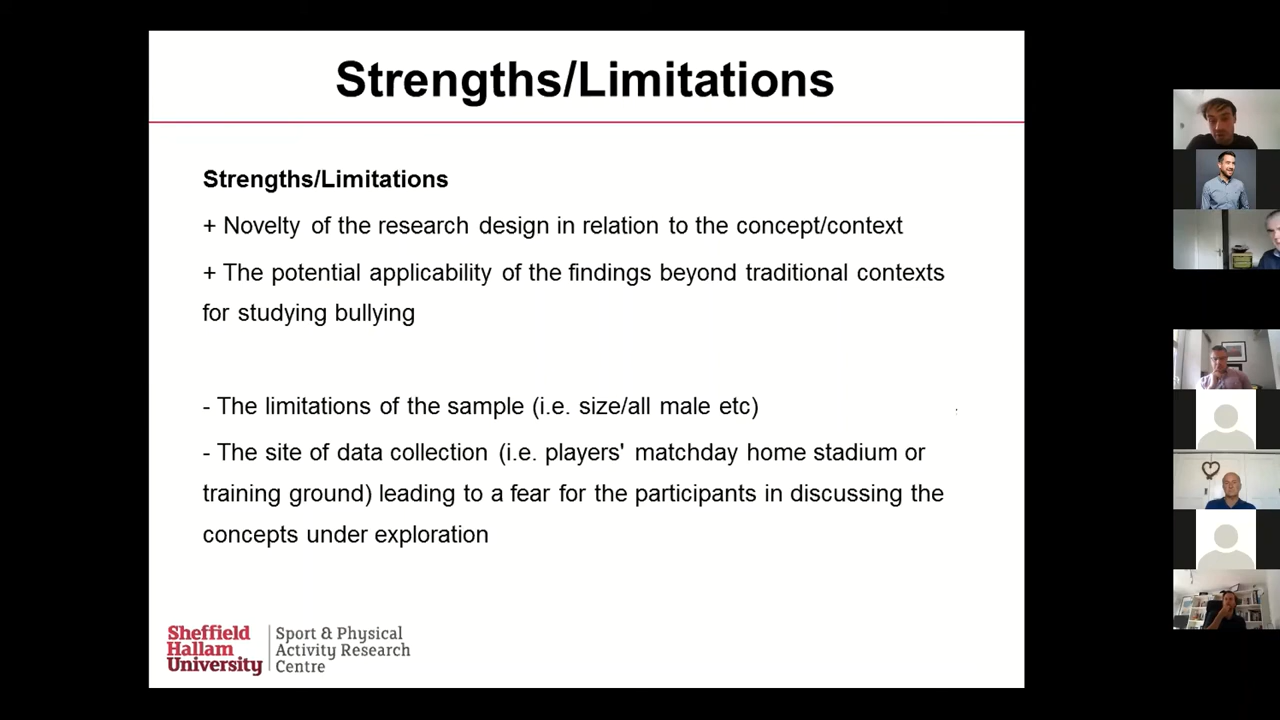 Strengths/Limitations
Strengths/Limitations
+ Novelty of the research design in relation to the concept/context
+ The potential applicability of the findings beyond traditional contexts
for studying bullying
- The limitations of the sample (i.e. size/all male etc)
- The site of data collection (i.e. players' matchday home stadium or
training ground) leading to a fear for the participants in discussing the
concepts under exploration
Sheffield
Hallam
University
Sport & Physical
Activity Research
Centre